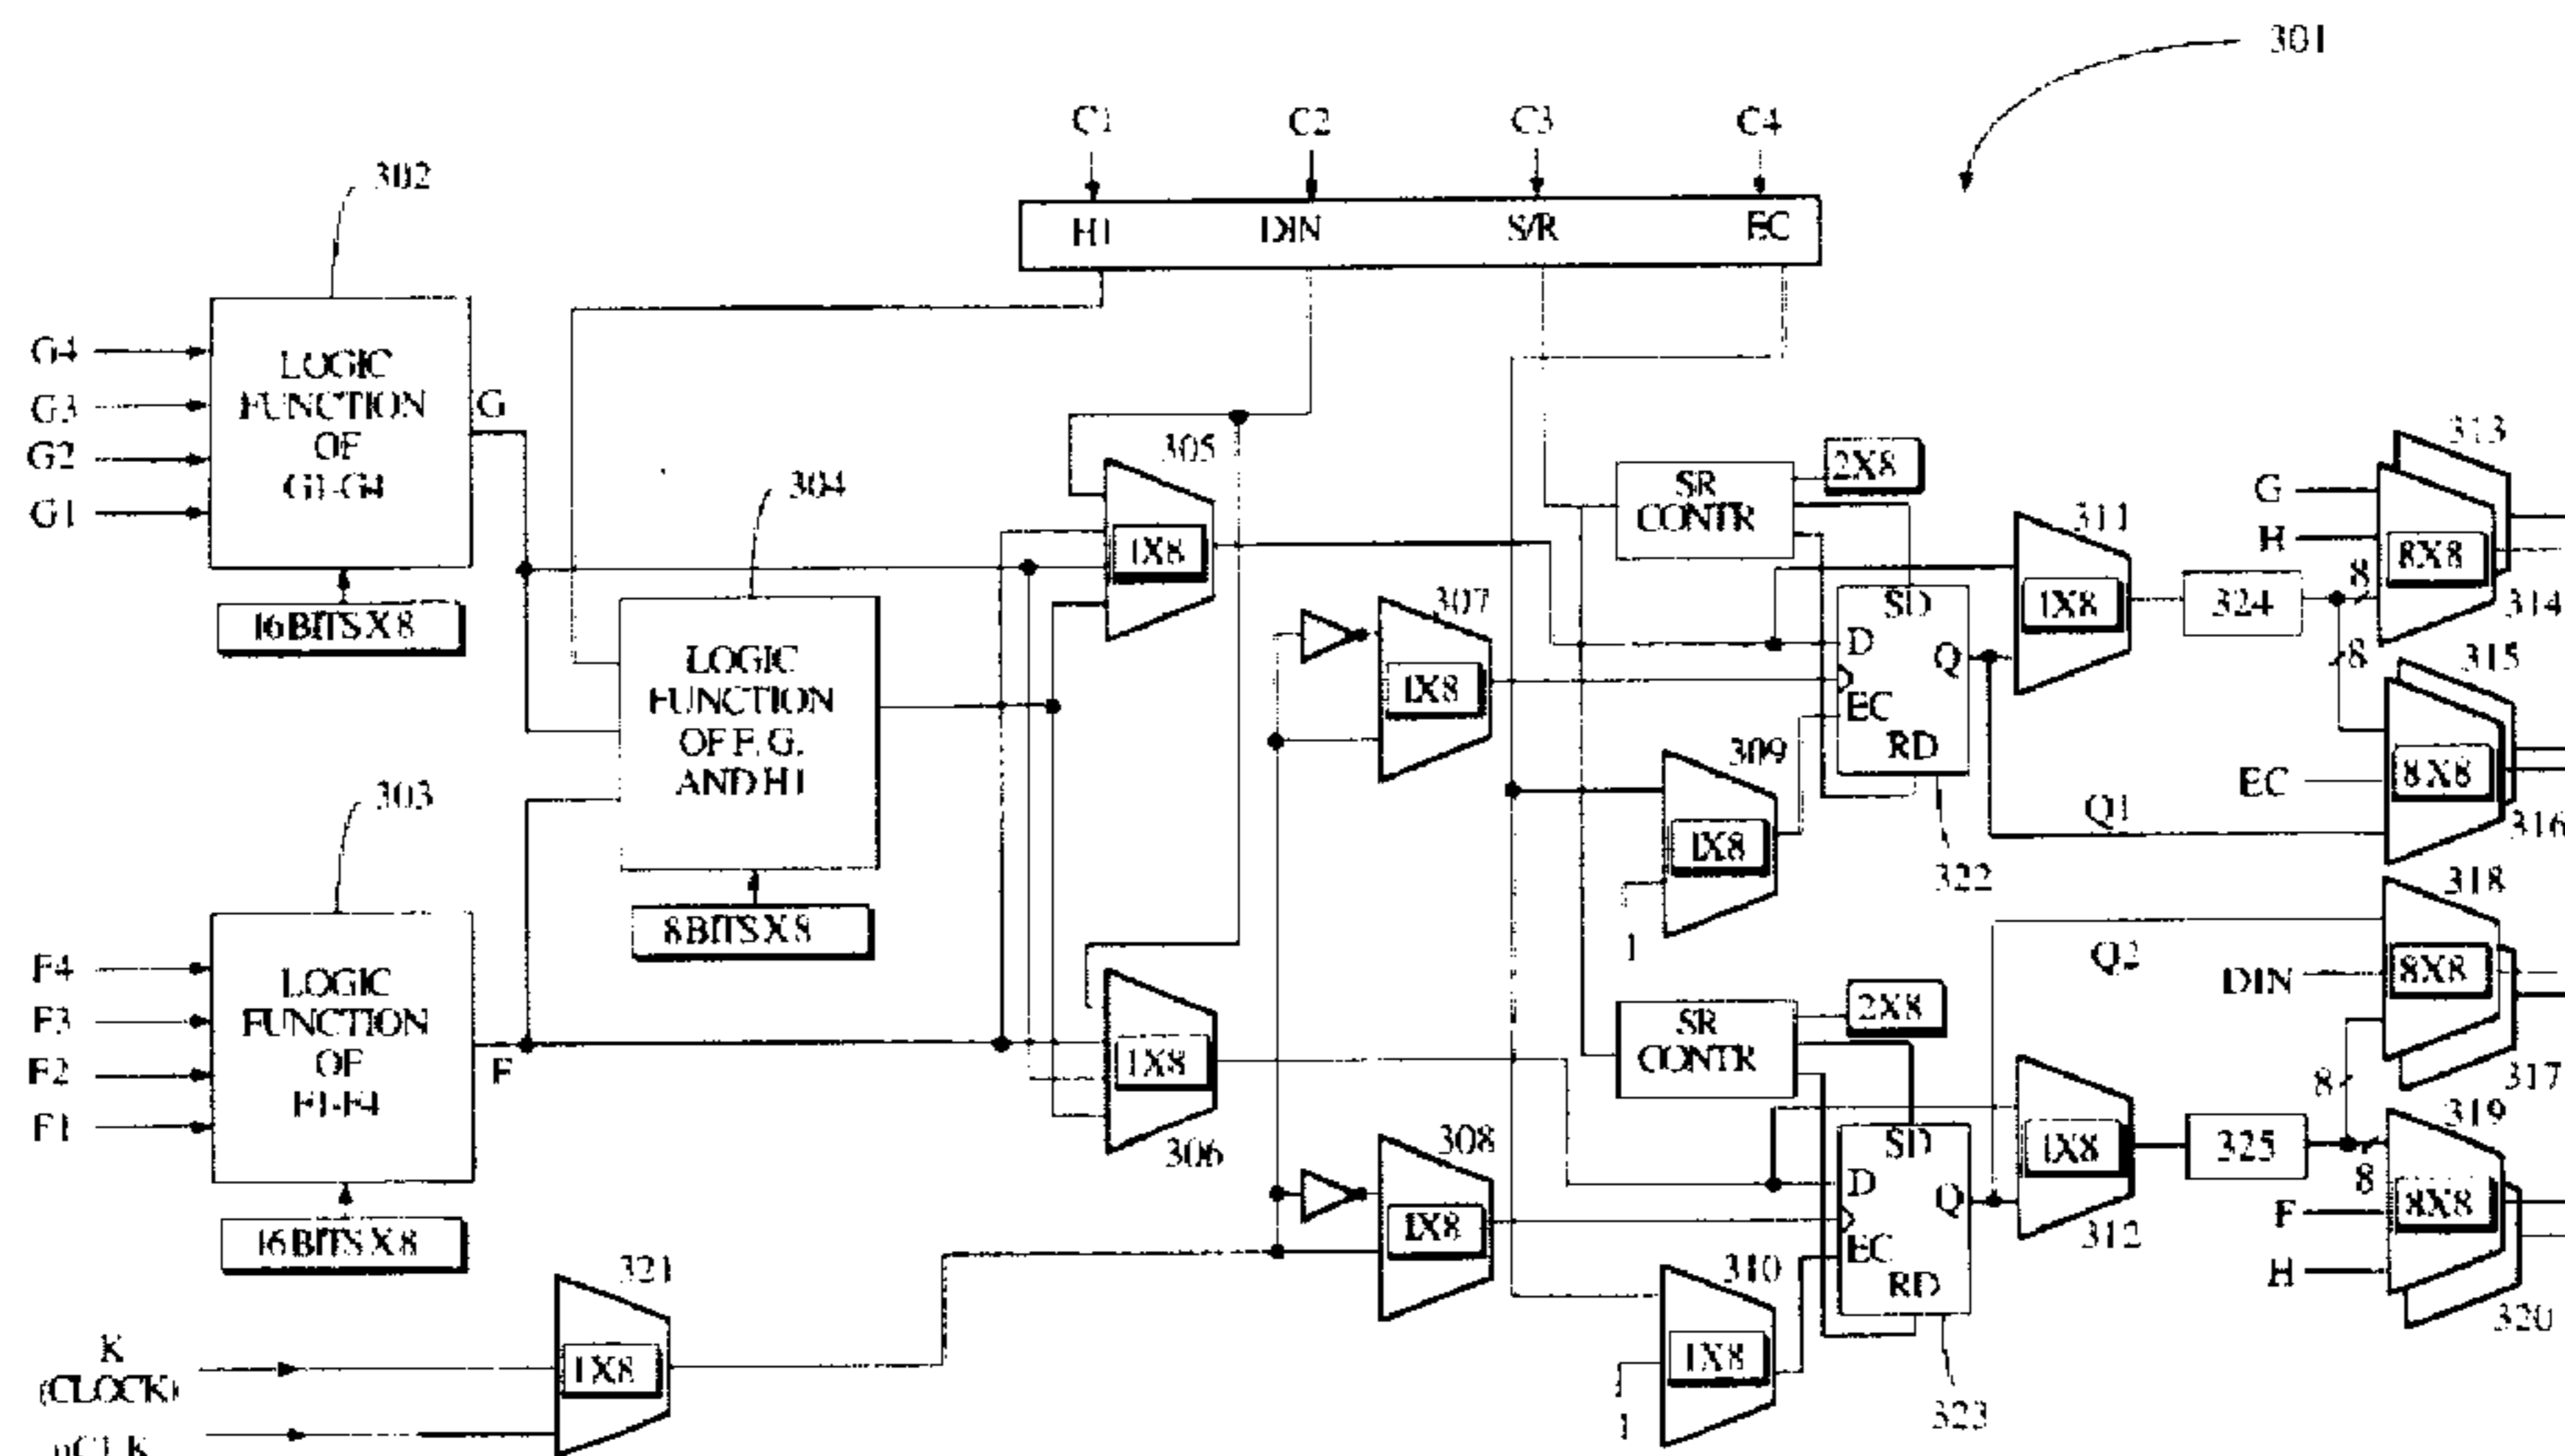 301
C1 C2 C3 C4
H1 DIN S/R EC
302
G4
G3
G2
G1
LOGIC
FUNCTION
OF
G1-G4
G
16 BITS X 8
304
LOGIC
FUNCTION
OF F, G,
AND H1
8 BITS X 8
303
F4
F3
F2
F1
LOGIC
FUNCTION
OF
F1-F4
F
16 BITS X 8
K
(CLOCK)
321
1X8
305
1X8
306
1X8
307
1X8
308
1X8
309
1X8
1
310
1X8
1
SR
CONTR
2X8
SD
D
Q
EC
RD
322
SR
CONTR
2X8
SD
D
Q
EC
RD
323
311
1X8
324
8
8
312
1X8
325
8
8
313
G
H
8X8
314
315
EC
8X8
Q1
316
318
Q2
DIN
8X8
317
319
F
H
8X8
320